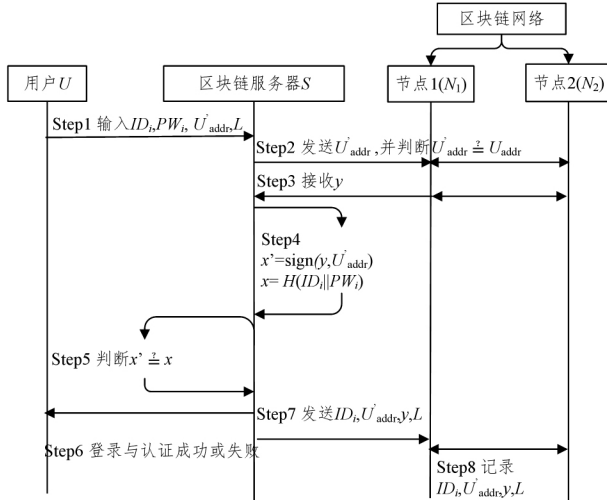 区块链网络
用户U
区块链服务器S
节点1(N₁)
节点2(N₂)
Step1 输入IDᵢ,PWᵢ, U'addr,L
Step2 发送U'addr ,并判断U'addr ≟ Uaddr
Step3 接收y
Step4
x'=sign(y,U'addr)
x= H(IDᵢ||PWᵢ)
Step5 判断x' ≟ x
Step7 发送IDᵢ,U'addr,y,L
Step6 登录与认证成功或失败
Step8 记录
IDᵢ,U'addr,y,L